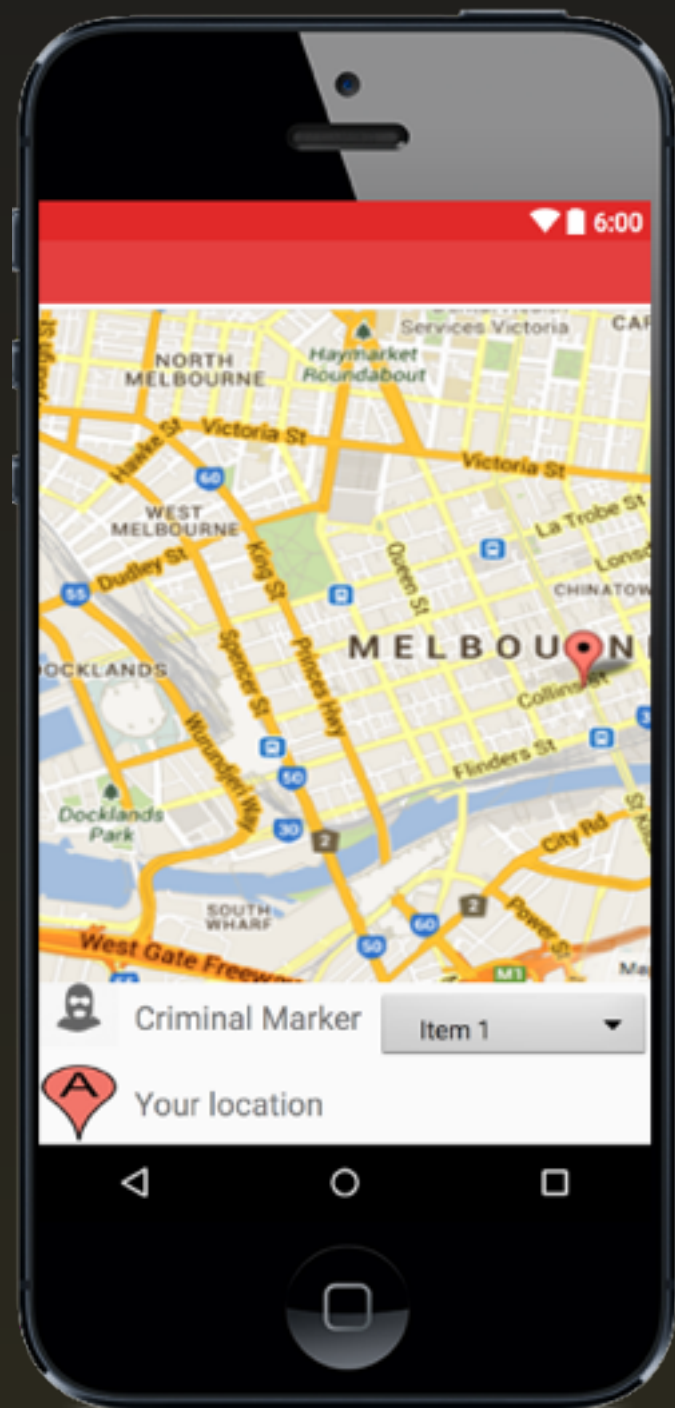 6:00
Services Victoria
NORTH
MELBOURNE
Haymarket
Roundabout
Hawke St
Victoria St
Victoria St
60
WEST
MELBOURNE
La Trobe St
Dudley St
King St
Queen St
55
CHINATOW
MELBOU NE
DOCKLANDS
Spencer St
Princes Hwy
Collins St
Wurundjeri Way
Flinders St
50
Docklands
Park
30
2
City Rd
2
SOUTH
WHARF
60
Power St
50
West Gate Freeway
M1
Criminal Marker
Item 1
A
Your location